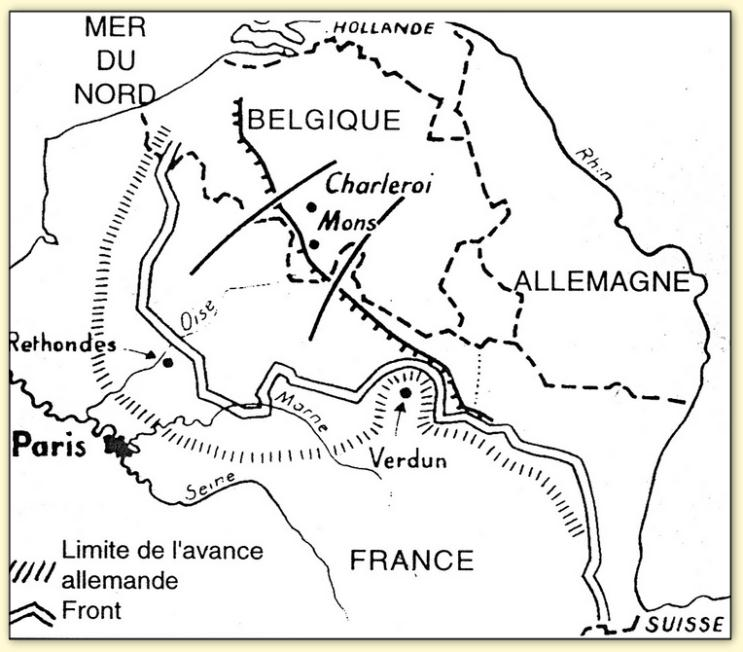 MER
DU
NORD
HOLLANDE
BELGIQUE
Rhin
Charleroi
Mons
ALLEMAGNE
Oise
Rethondes
Marne
Paris
Verdun
Seine
Limite de l'avance
allemande
FRANCE
Front
SUISSE